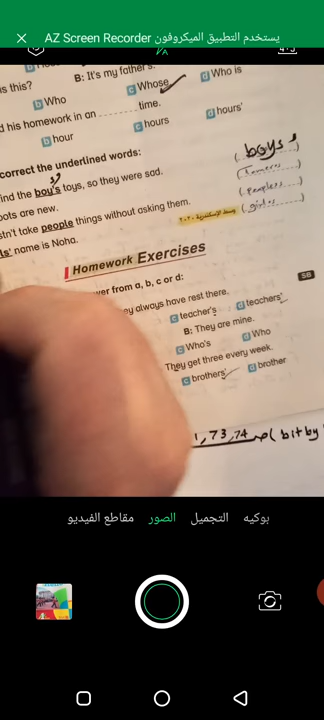 يستخدم التطبيق الميكروفون AZ Screen Recorder
B: It's my father's.
is this?
b Who
c Whose
d Who is
d his homework in an ........ time.
b hour
c hours
d hours'
correct the underlined words:
ind the boy's toys, so they were sad.
(boys')
ots are new.
stn't take people things without asking them.
ls' name is Noha.
Homework Exercises
SB
wer from a, b, c or d:
ey always have rest there.
c teacher's
d teachers'
B: They are mine.
c Who's
d Who
They get three every week.
c brothers'
d brother
1, 73, 74 ص ( bit by
بوكيه
التجميل
الصور
مقاطع الفيديو